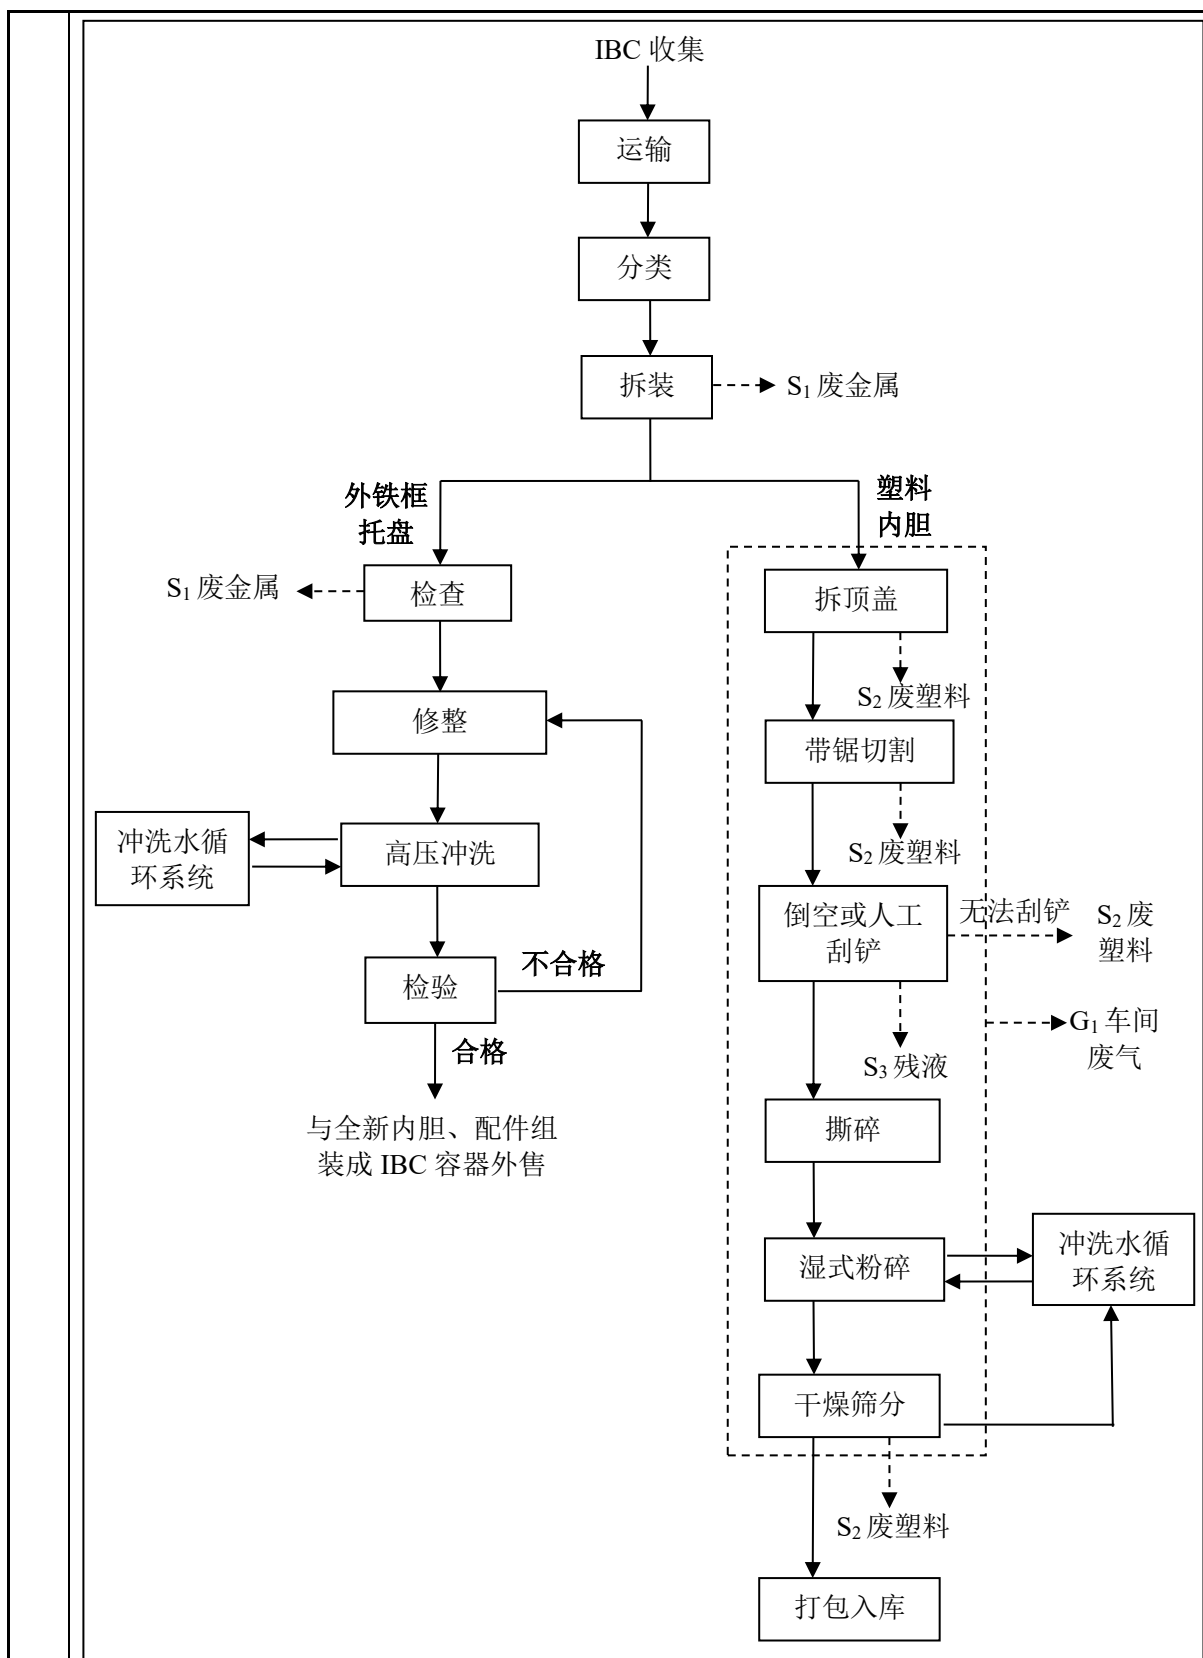 IBC 收集
运输
分类
拆装
S₁ 废金属
外铁框
托盘
塑料
内胆
S₁ 废金属
检查
拆顶盖
S₂ 废塑料
修整
带锯切割
S₂ 废塑料
冲洗水循
环系统
高压冲洗
倒空或人工
刮铲
无法刮铲
S₂ 废
塑料
检验
不合格
合格
S₃ 残液
G₁ 车间
废气
与全新内胆、配件组
装成 IBC 容器外售
撕碎
湿式粉碎
冲洗水循
环系统
干燥筛分
S₂ 废塑料
打包入库